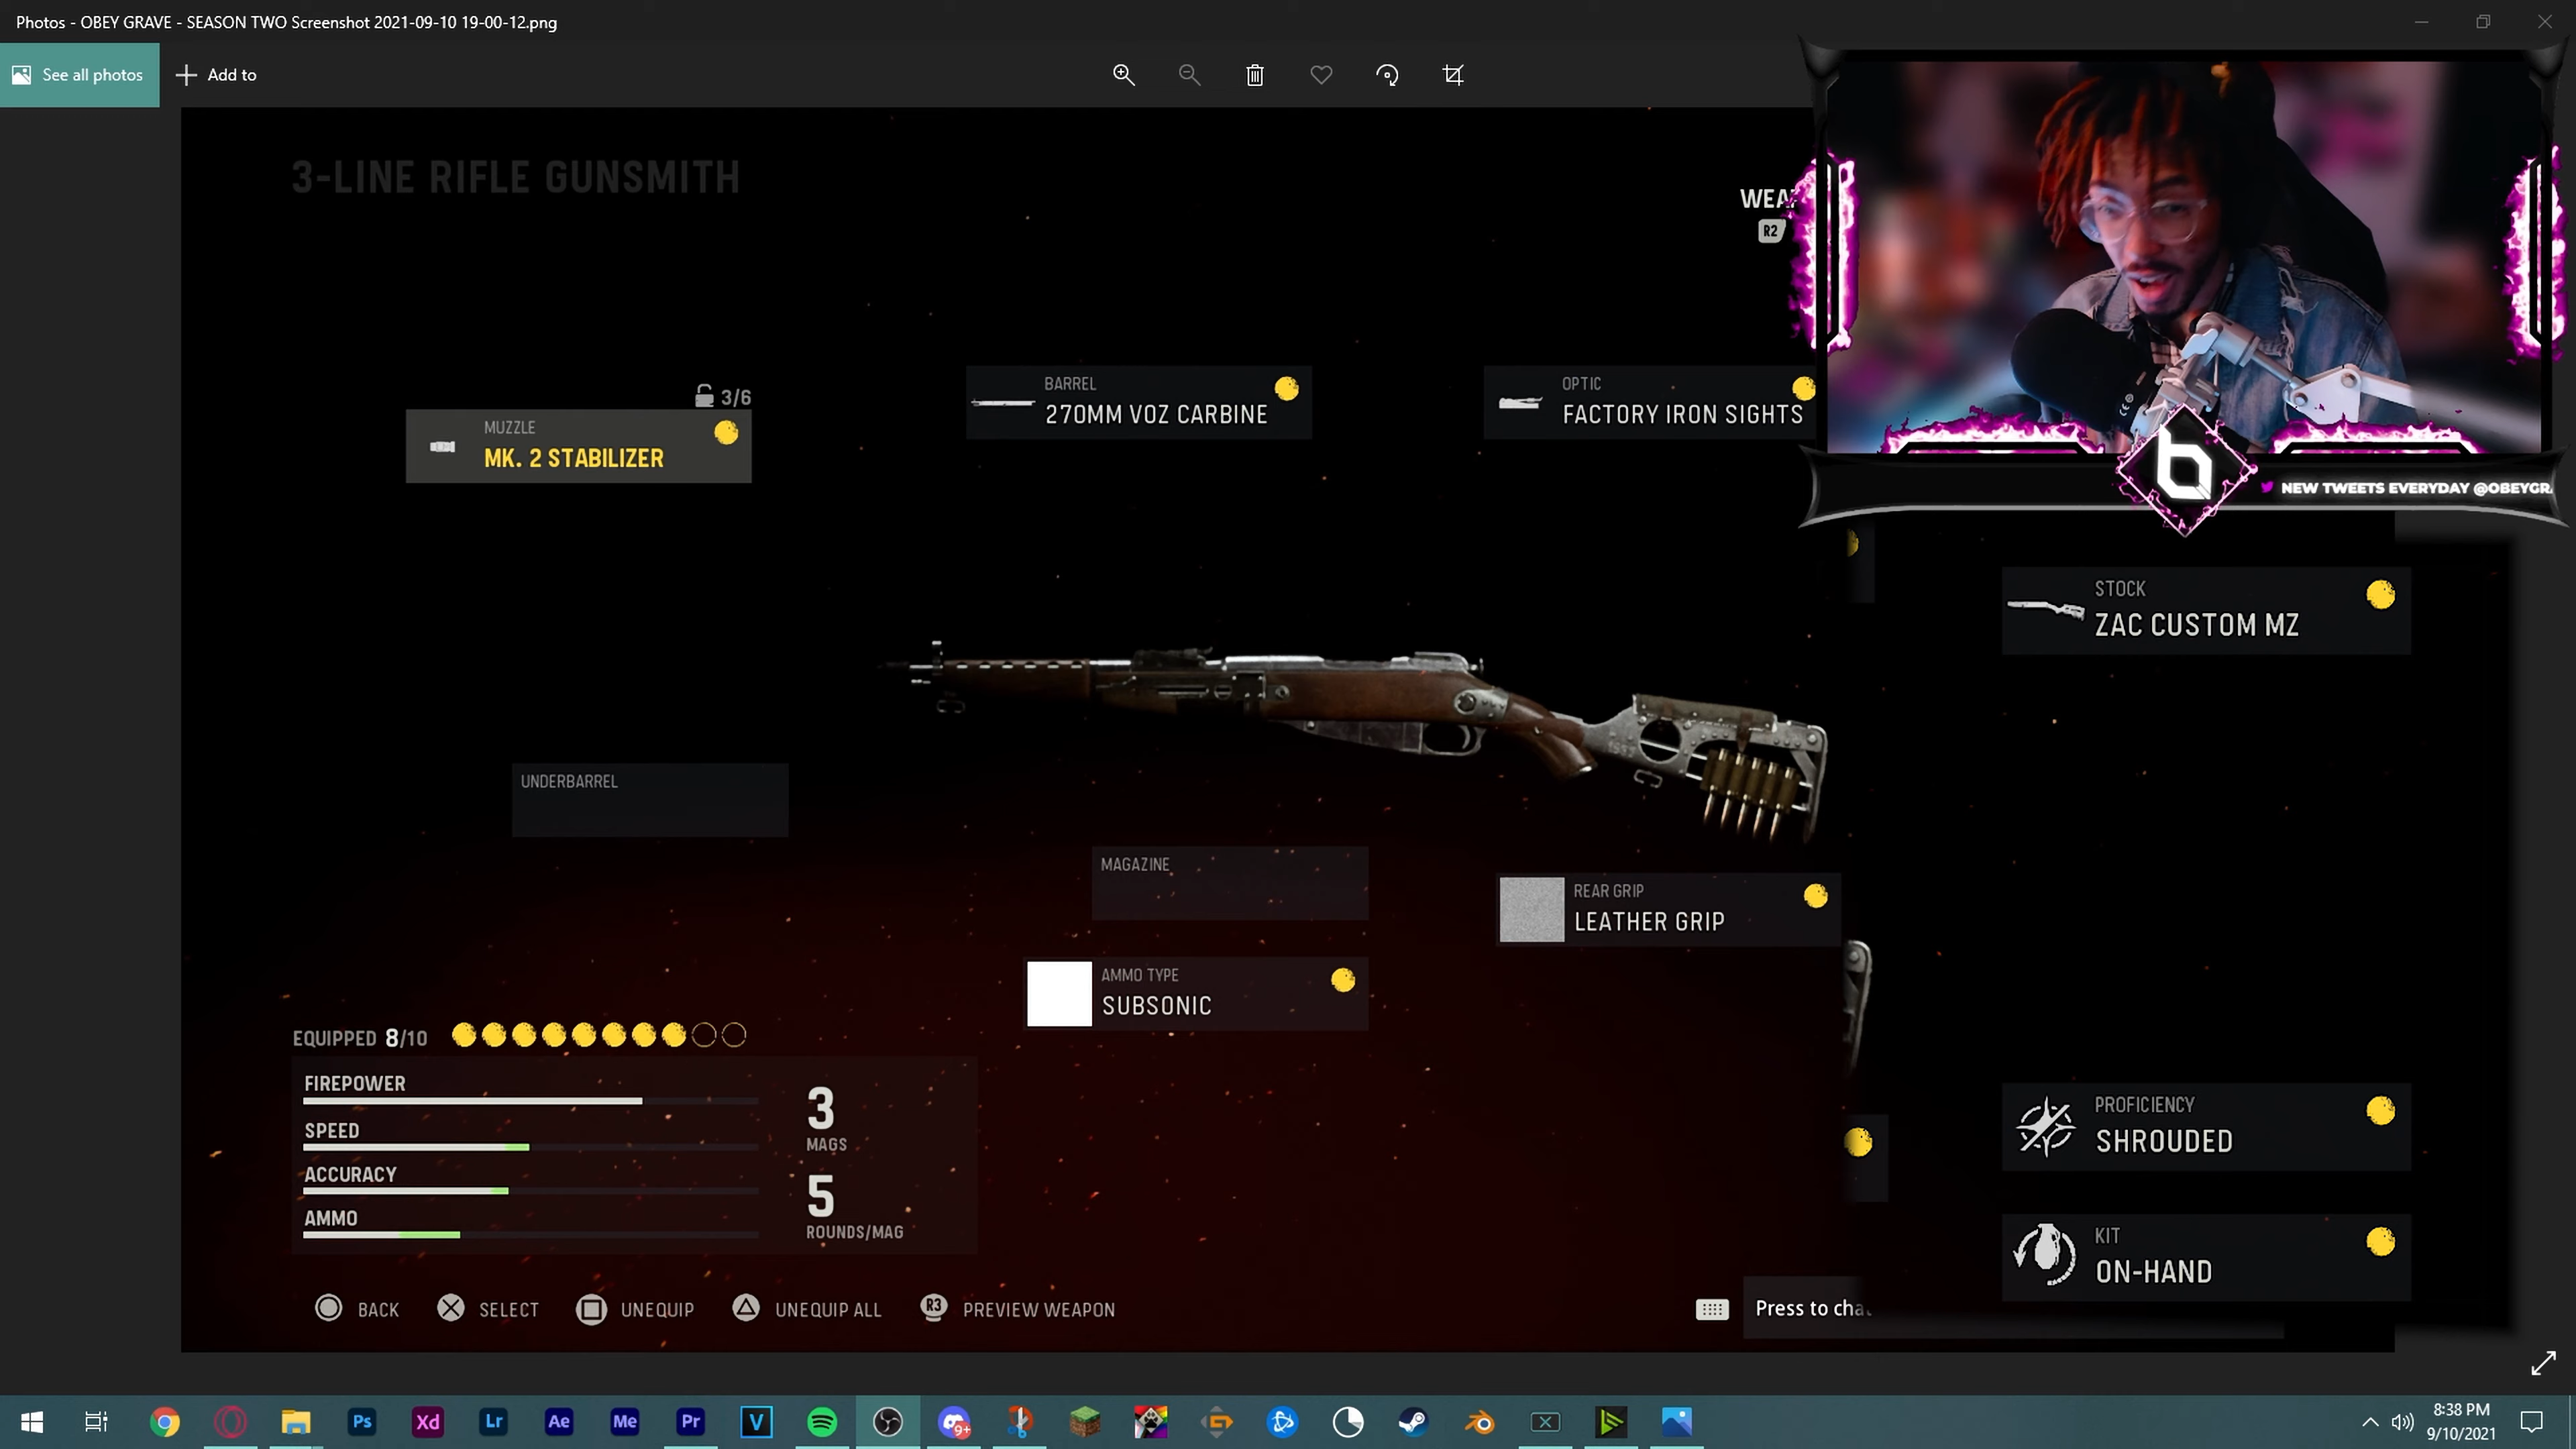 Photos - OBEY GRAVE - SEASON TWO Screenshot 2021-09-10 19-00-12.png
See all photos
Add to
3-LINE RIFLE GUNSMITH
R2
3/6
MUZZLE
MK. 2 STABILIZER
BARREL
270MM VOZ CARBINE
OPTIC
FACTORY IRON SIGHTS
b
NEW TWEETS EVERYDAY
STOCK
ZAC CUSTOM MZ
UNDERBARREL
MAGAZINE
REAR GRIP
LEATHER GRIP
AMMO TYPE
SUBSONIC
EQUIPPED 8/10
FIREPOWER
SPEED
ACCURACY
AMMO
3
MAGS
5
ROUNDS/MAG
PROFICIENCY
SHROUDED
KIT
ON-HAND
BACK
SELECT
UNEQUIP
UNEQUIP ALL
R3
PREVIEW WEAPON
Press to
Ps
Xd
Lr
Ae
Me
Pr
V
9+
8:38 PM
9/10/2021